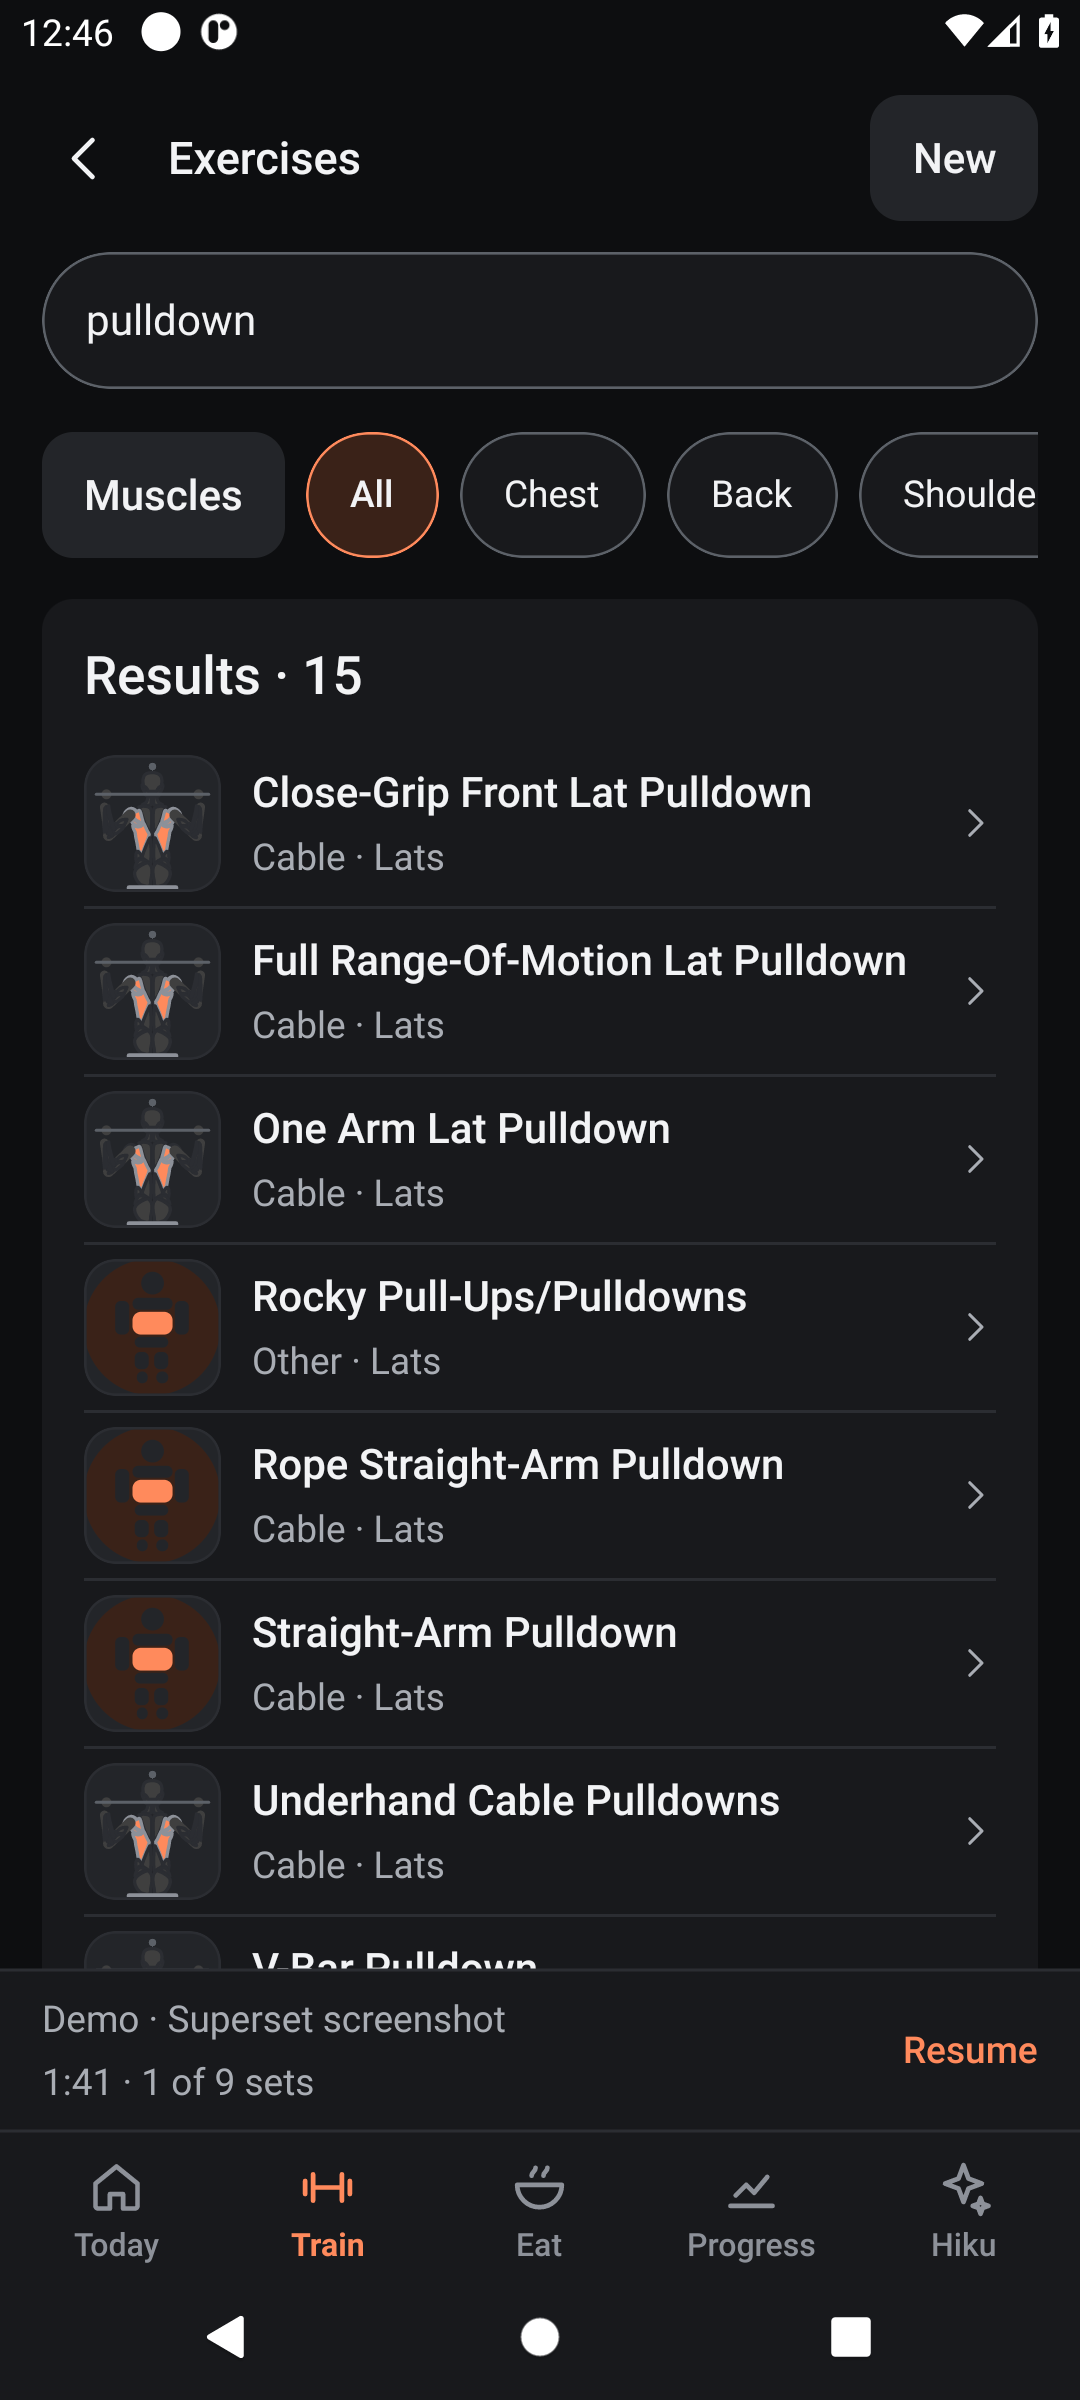 12:46
Exercises
New
pulldown
Muscles
All
Chest
Back
Shoulde
Results · 15
Close-Grip Front Lat Pulldown
Cable · Lats
Full Range-Of-Motion Lat Pulldown
Cable · Lats
One Arm Lat Pulldown
Cable · Lats
Rocky Pull-Ups/Pulldowns
Other · Lats
Rope Straight-Arm Pulldown
Cable · Lats
Straight-Arm Pulldown
Cable · Lats
Underhand Cable Pulldowns
Cable · Lats
V-Bar Pulldown
Demo · Superset screenshot
Resume
1:41 · 1 of 9 sets
Today
Train
Eat
Progress
Hiku